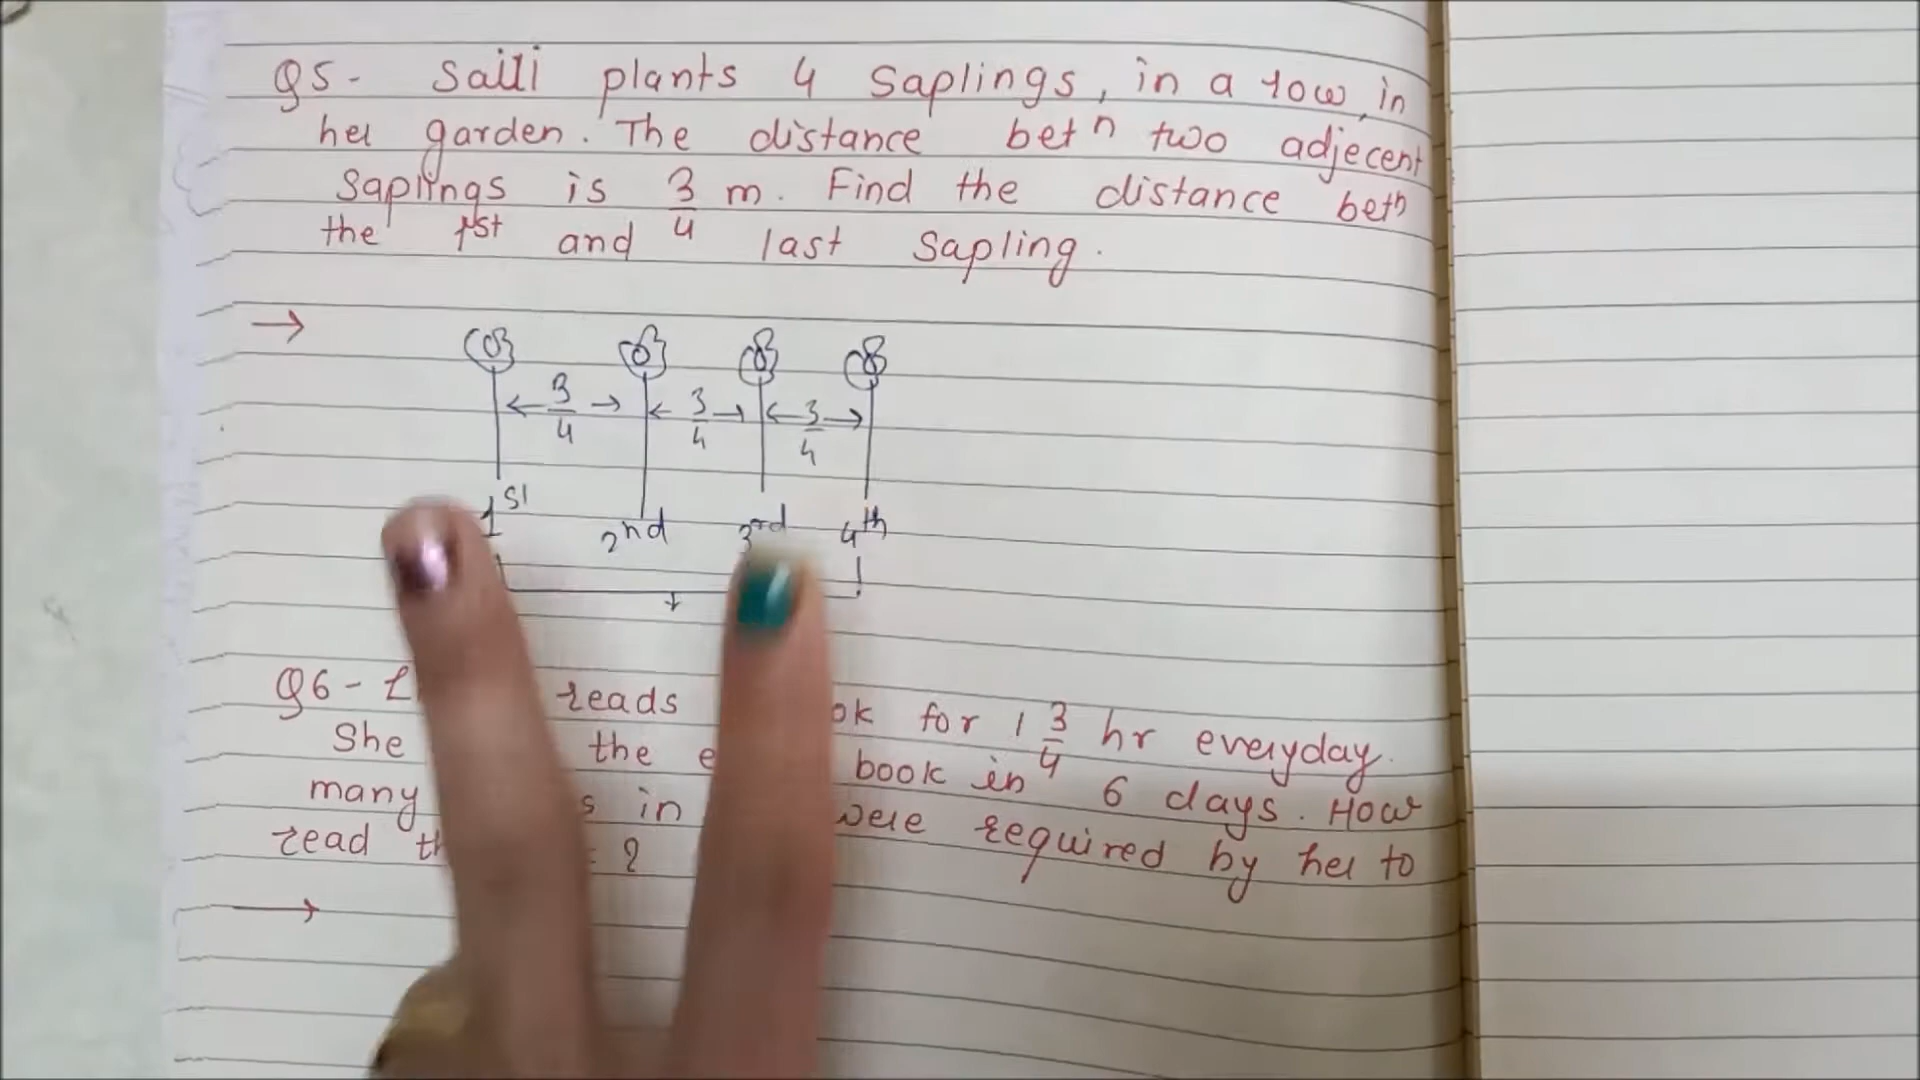 Q5- Saili plants 4 Saplings, in a row, in
her garden. The distance betn two adjecent
Saplings is 3/4 m. Find the distance betn
the 1st and last Sapling.
3/4 3/4 3/4
1st 2nd 3rd 4th
Q6- reads for 1 3/4 hr everyday.
She the book in 6 days. How
many in were required by her to
read ?